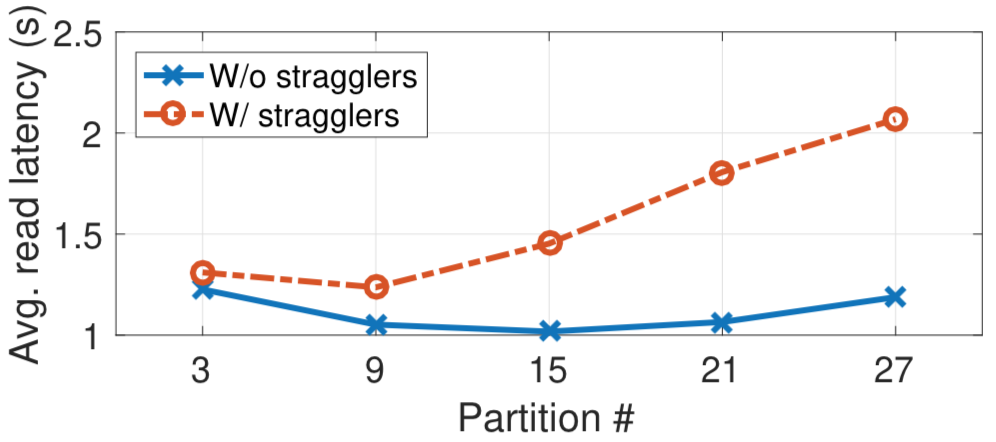 Avg. read latency (s)
2.5
2
1.5
1
W/o stragglers
W/ stragglers
3 9 15 21 27
Partition #